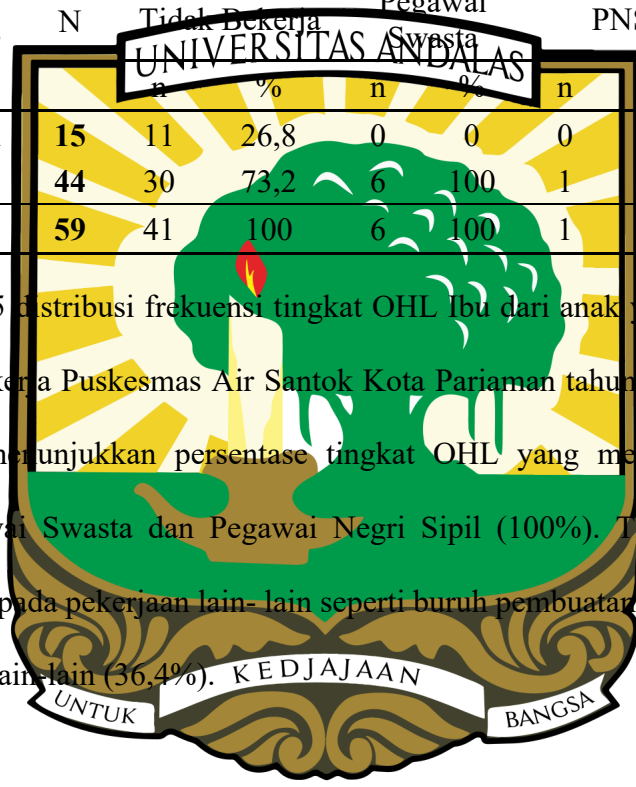 Pegawai
N Tidak Bekerja Swasta PNS
UNIVERSITAS ANDALAS
n % n % n
15 11 26,8 0 0 0
44 30 73,2 6 100 1
59 41 100 6 100 1
5 distribusi frekuensi tingkat OHL Ibu dari anak
kerja Puskesmas Air Santok Kota Pariaman tahun
menunjukkan persentase tingkat OHL yang me
wai Swasta dan Pegawai Negri Sipil (100%). T
pada pekerjaan lain- lain seperti buruh pembuatan
lain-lain (36,4%).
KEDJAJAAN
UNTUK BANGSA